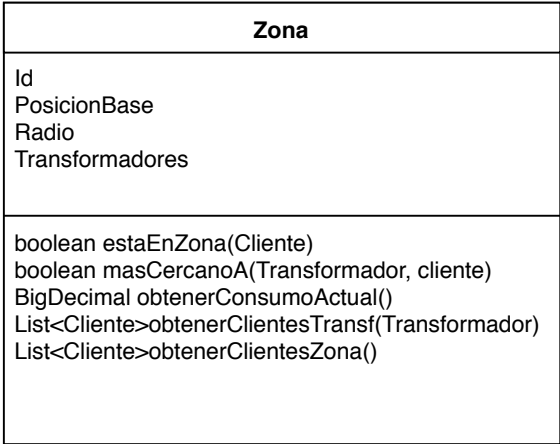 Zona
Id
PosicionBase
Radio
Transformadores
boolean estaEnZona(Cliente)
boolean masCercanoA(Transformador, cliente)
BigDecimal obtenerConsumoActual()
List<Cliente>obtenerClientesTransf(Transformador)
List<Cliente>obtenerClientesZona()